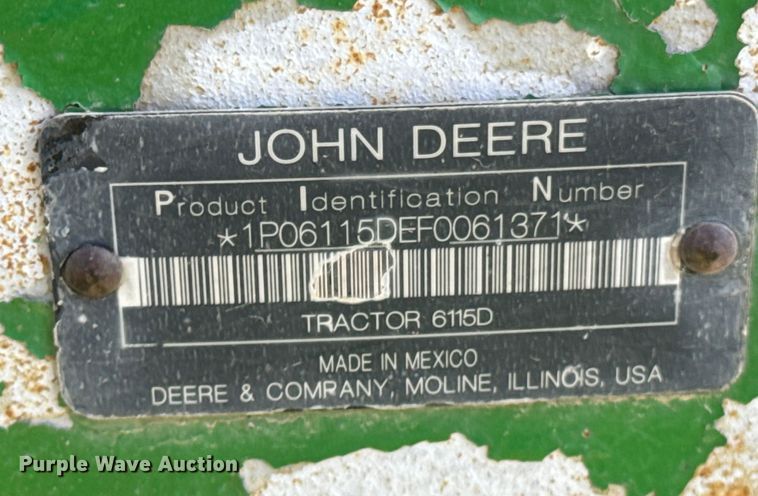 JOHN DEERE
Product Identification Number
*1P06115DEF0061371*
TRACTOR 6115D
MADE IN MEXICO
DEERE & COMPANY, MOLINE, ILLINOIS, USA
Purple Wave Auction